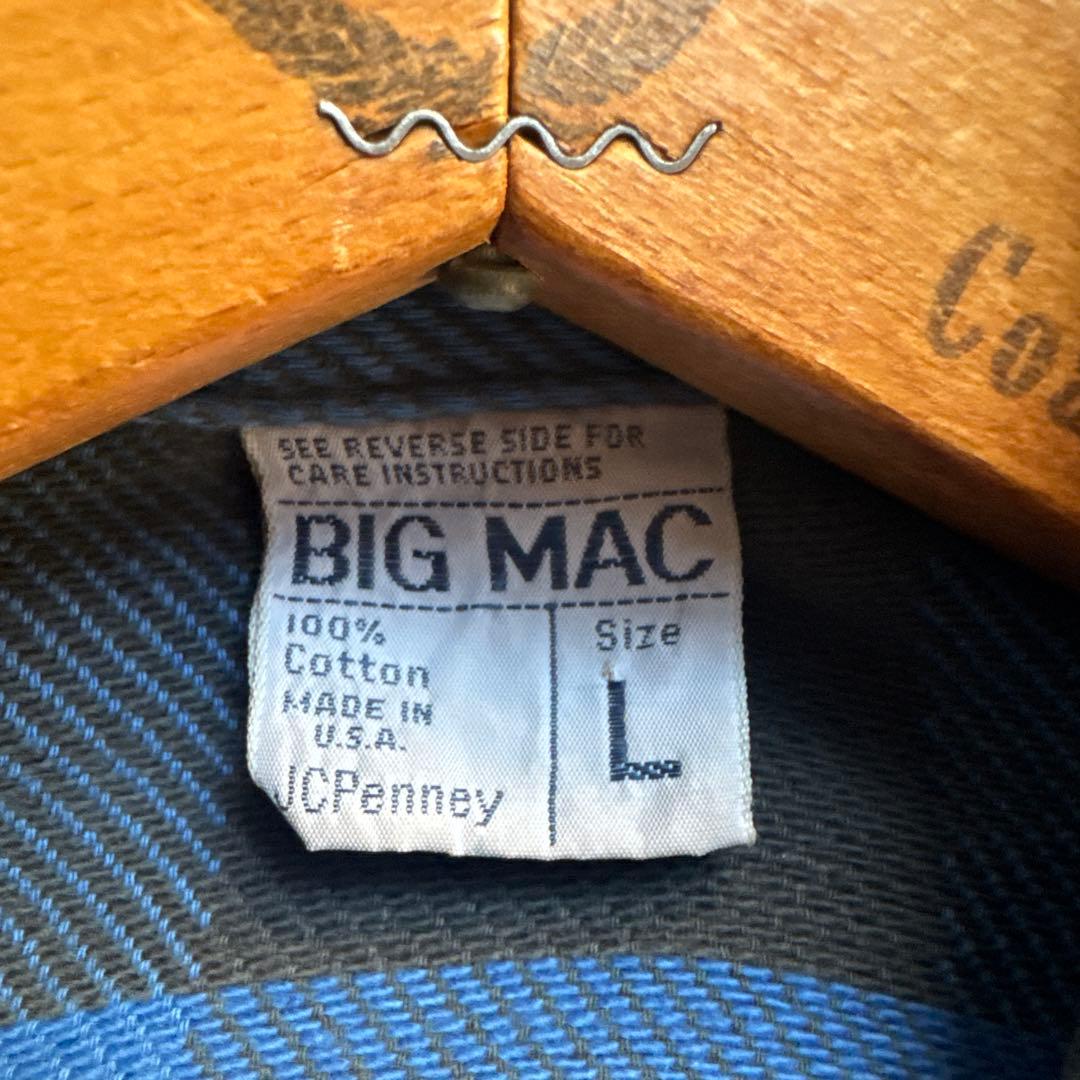 SEE REVERSE SIDE FOR
CARE INSTRUCTIONS
BIG MAC
100%
Cotton
MADE IN
U.S.A.
JCPenney
Size
L